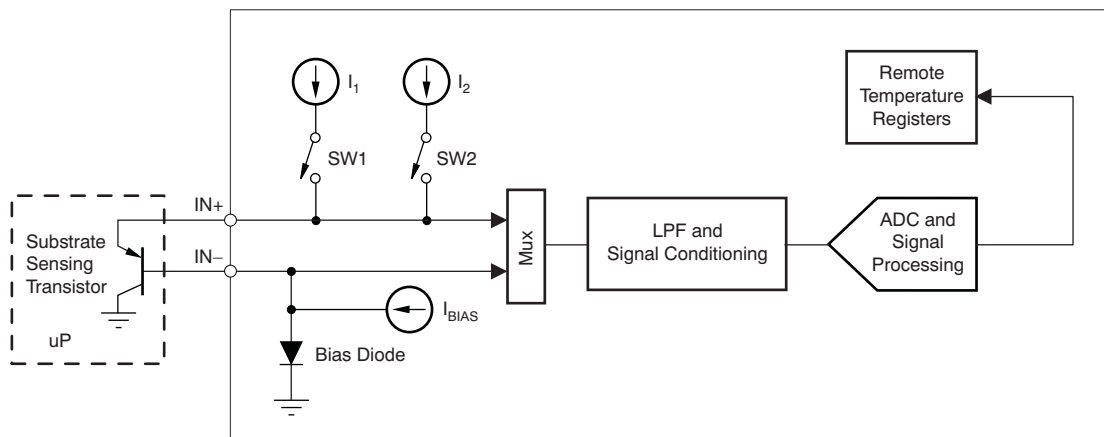 I1
I2
Remote
Temperature
Registers
SW1
SW2
IN+
Substrate
Sensing
Transistor
IN−
uP
Mux
LPF and
Signal Conditioning
ADC and
Signal
Processing
IBIAS
Bias Diode